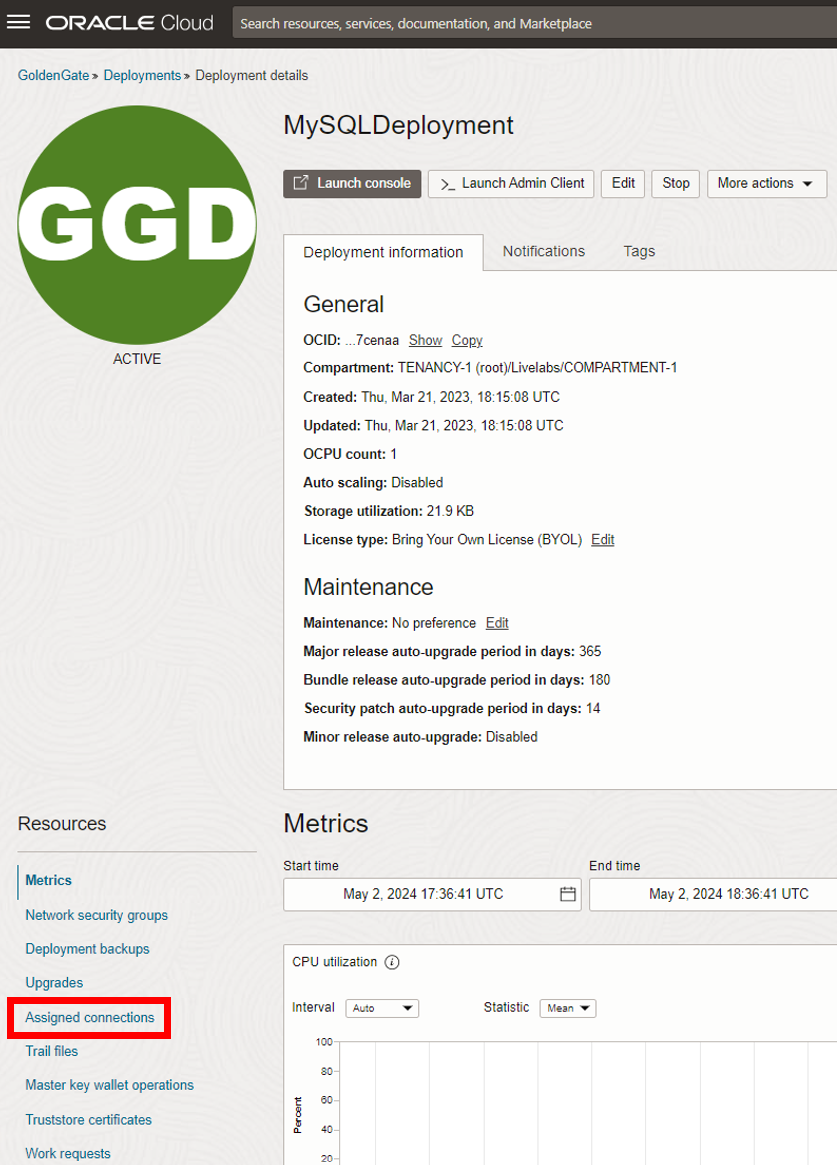 ORACLE Cloud
Search resources, services, documentation, and Marketplace
GoldenGate » Deployments » Deployment details
GGD
ACTIVE
MySQLDeployment
Launch console
>_ Launch Admin Client
Edit
Stop
More actions
Deployment information
Notifications
Tags
General
OCID: ...7cenaa Show Copy
Compartment: TENANCY-1 (root)/Livelabs/COMPARTMENT-1
Created: Thu, Mar 21, 2023, 18:15:08 UTC
Updated: Thu, Mar 21, 2023, 18:15:08 UTC
OCPU count: 1
Auto scaling: Disabled
Storage utilization: 21.9 KB
License type: Bring Your Own License (BYOL) Edit
Maintenance
Maintenance: No preference Edit
Major release auto-upgrade period in days: 365
Bundle release auto-upgrade period in days: 180
Security patch auto-upgrade period in days: 14
Minor release auto-upgrade: Disabled
Resources
Metrics
Network security groups
Deployment backups
Upgrades
Assigned connections
Trail files
Master key wallet operations
Truststore certificates
Work requests
Metrics
Start time
May 2, 2024 17:36:41 UTC
End time
May 2, 2024 18:36:41 UTC
CPU utilization i
Interval Auto
Statistic Mean
Percent
100
80
60
40
20